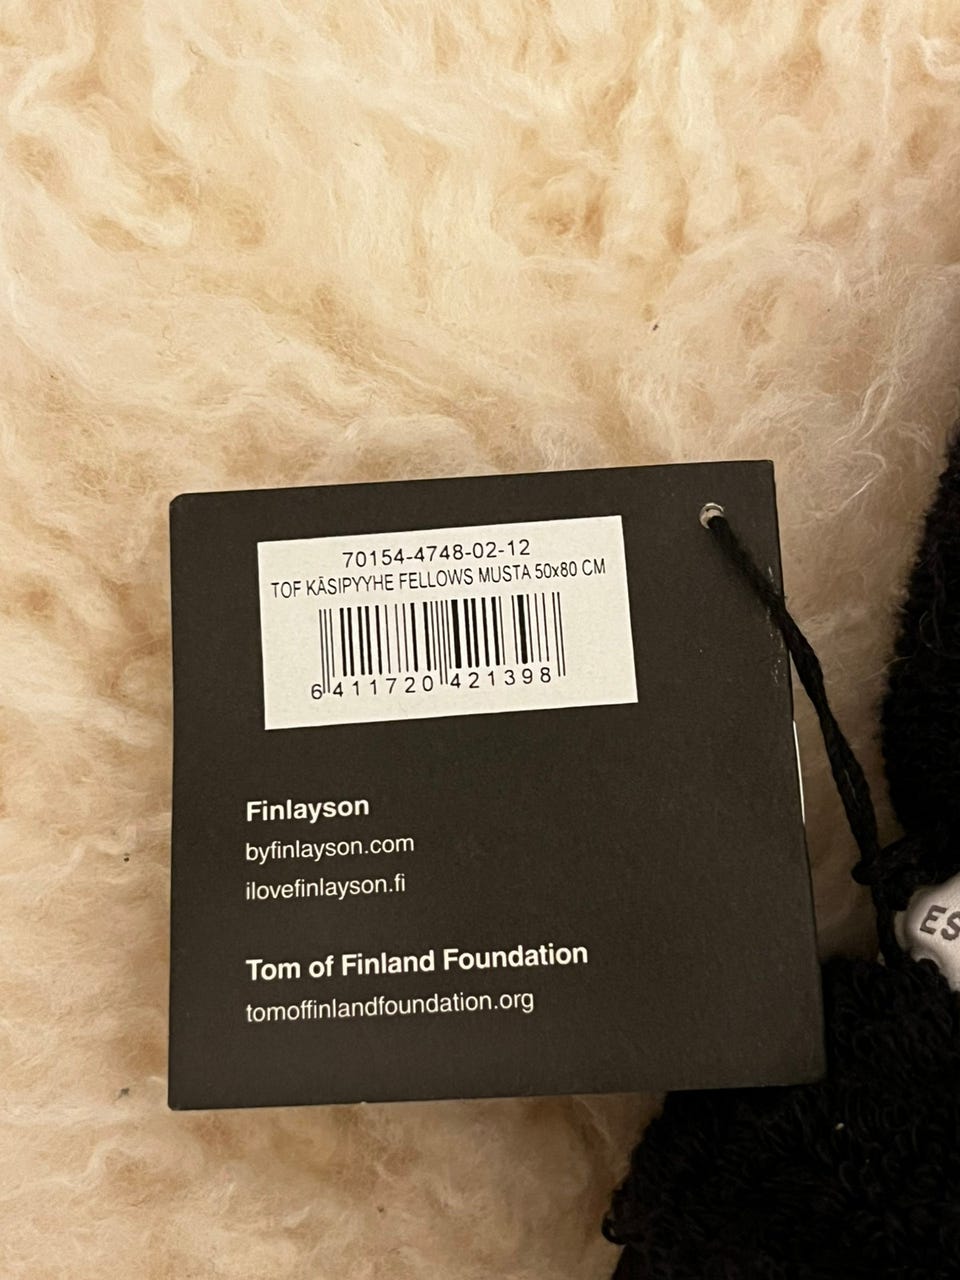 70154-4748-02-12
TOF KÄSIPYYHE FELLOWS MUSTA 50x80 CM
6 411720 421398
Finlayson
byfinlayson.com
ilovefinlayson.fi
Tom of Finland Foundation
tomoffinlandfoundation.org